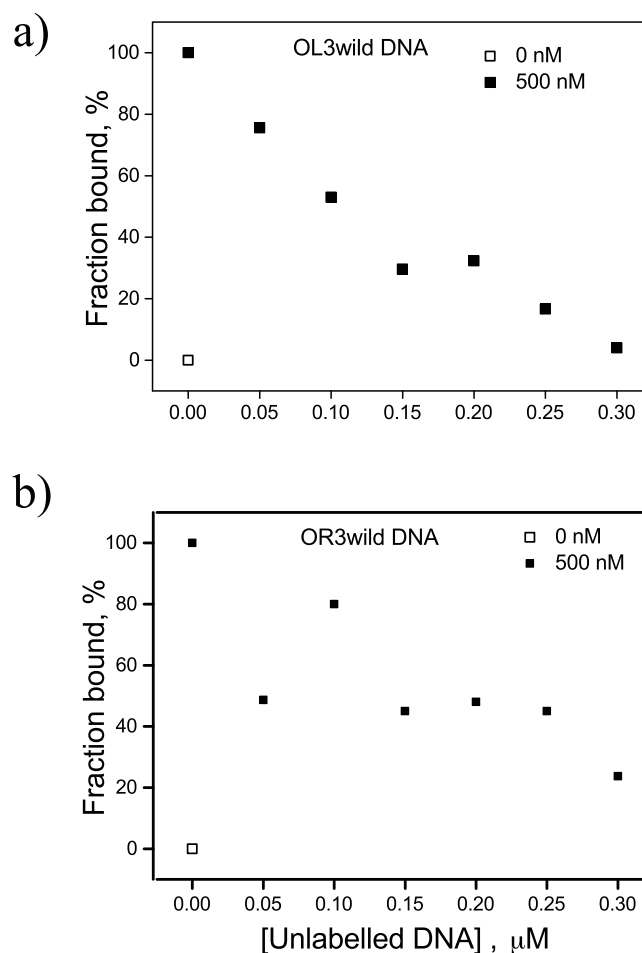 a)
OL3wild DNA
0 nM
500 nM
Fraction bound, %
100
80
60
40
20
0
0.00 0.05 0.10 0.15 0.20 0.25 0.30
b)
OR3wild DNA
0 nM
500 nM
Fraction bound, %
100
80
60
40
20
0
0.00 0.05 0.10 0.15 0.20 0.25 0.30
[Unlabelled DNA] , μM